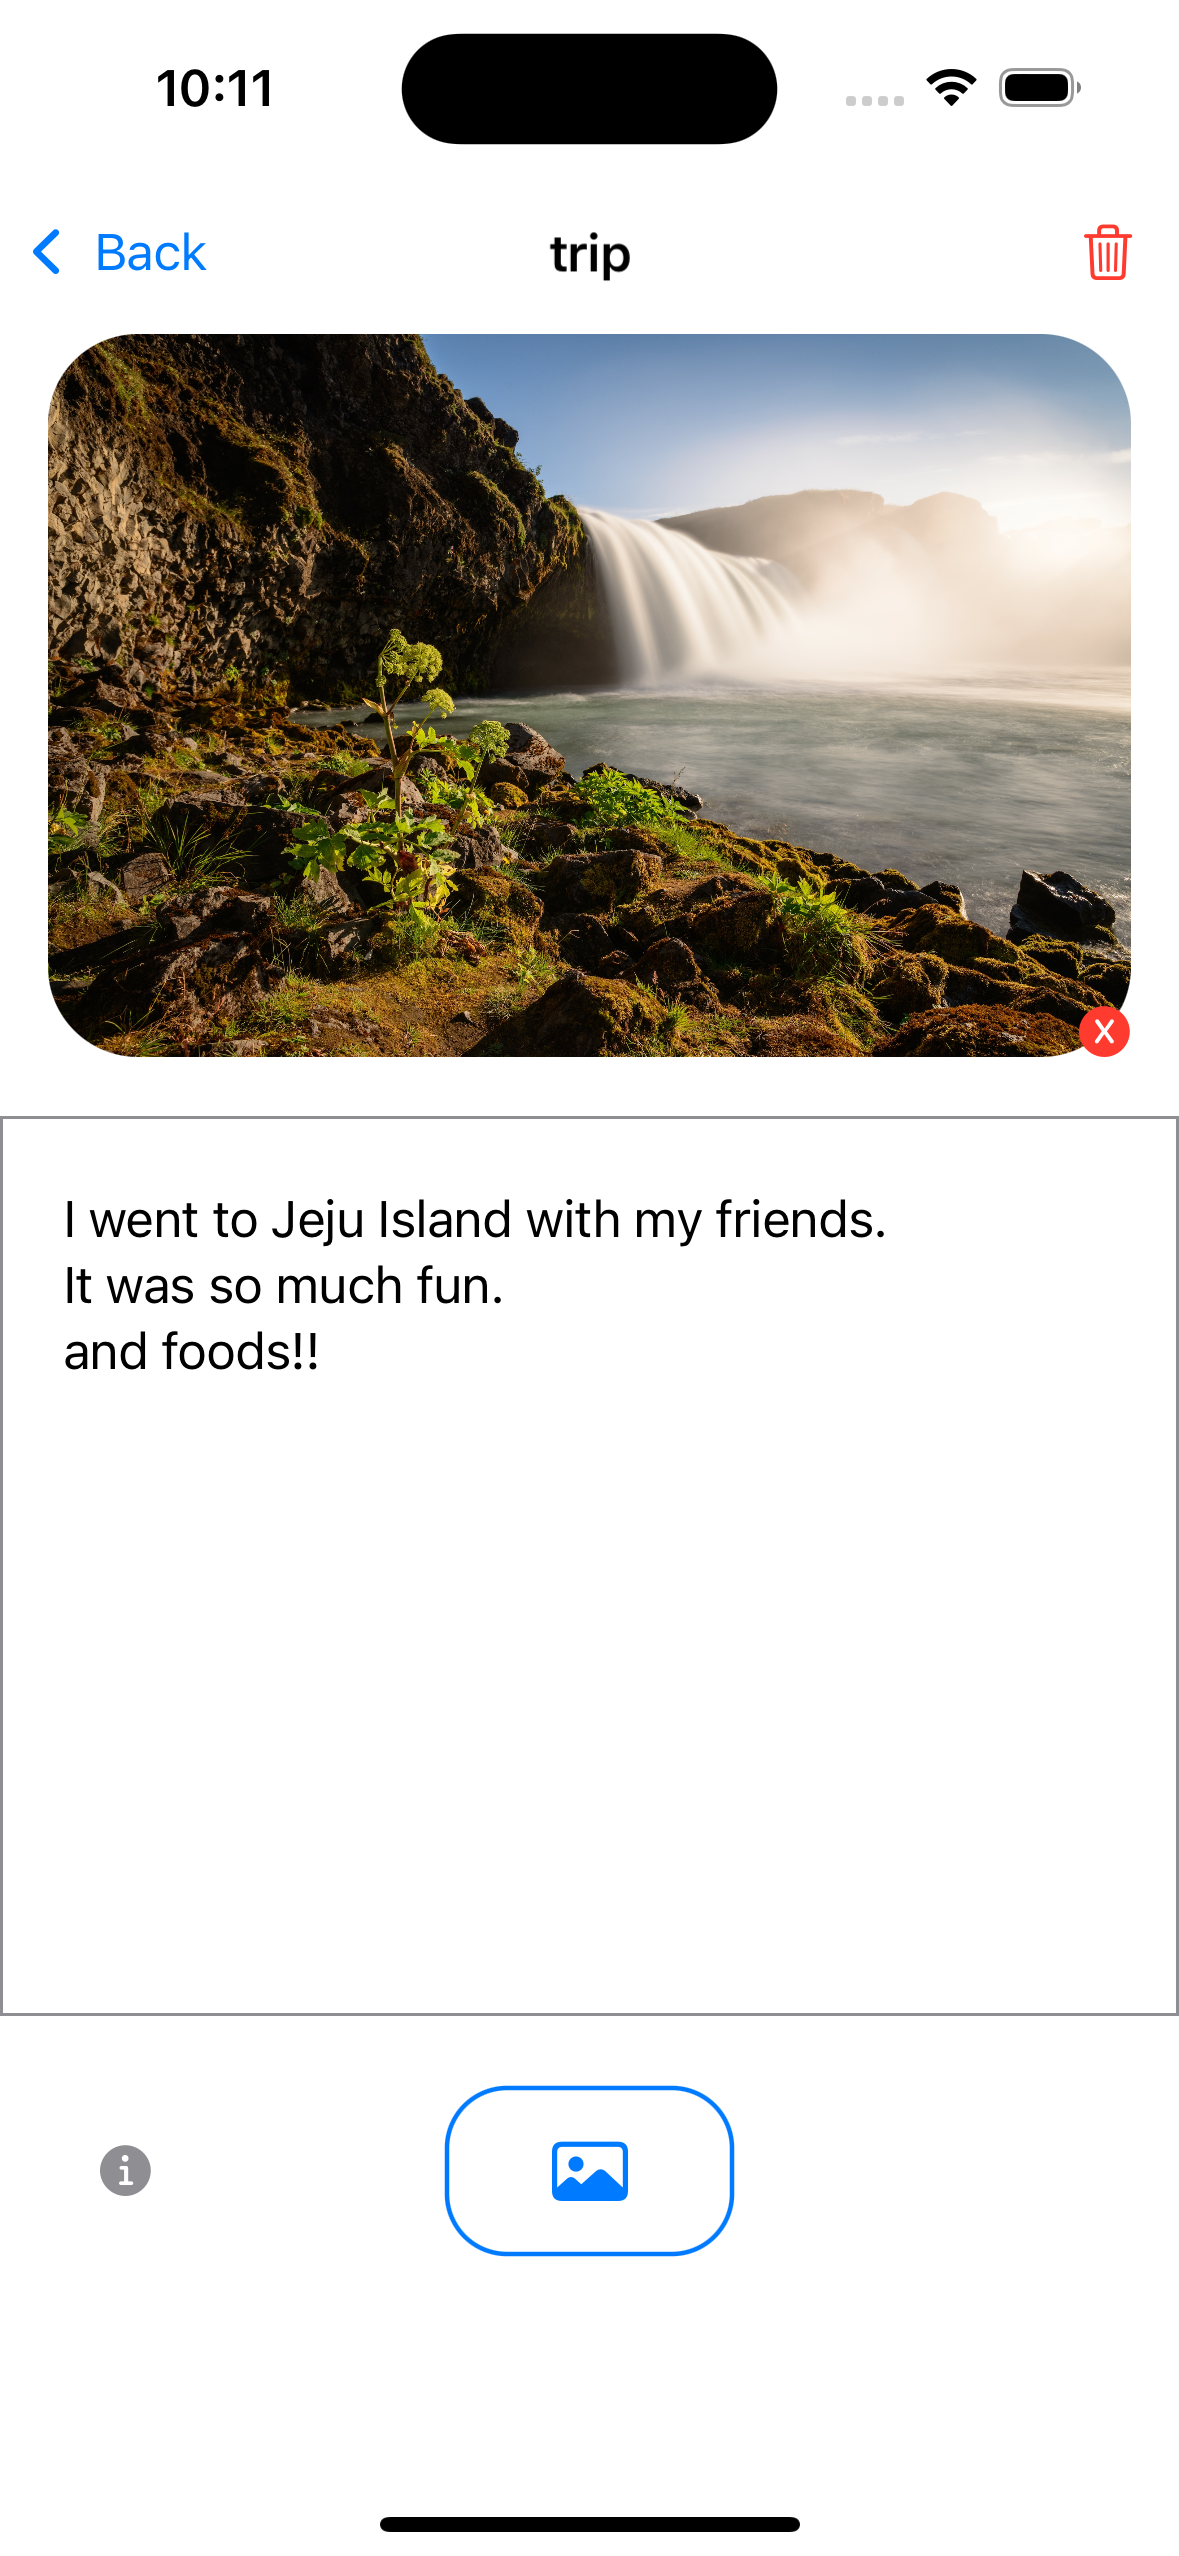 10:11
Back
trip
I went to Jeju Island with my friends.
It was so much fun.
and foods!!